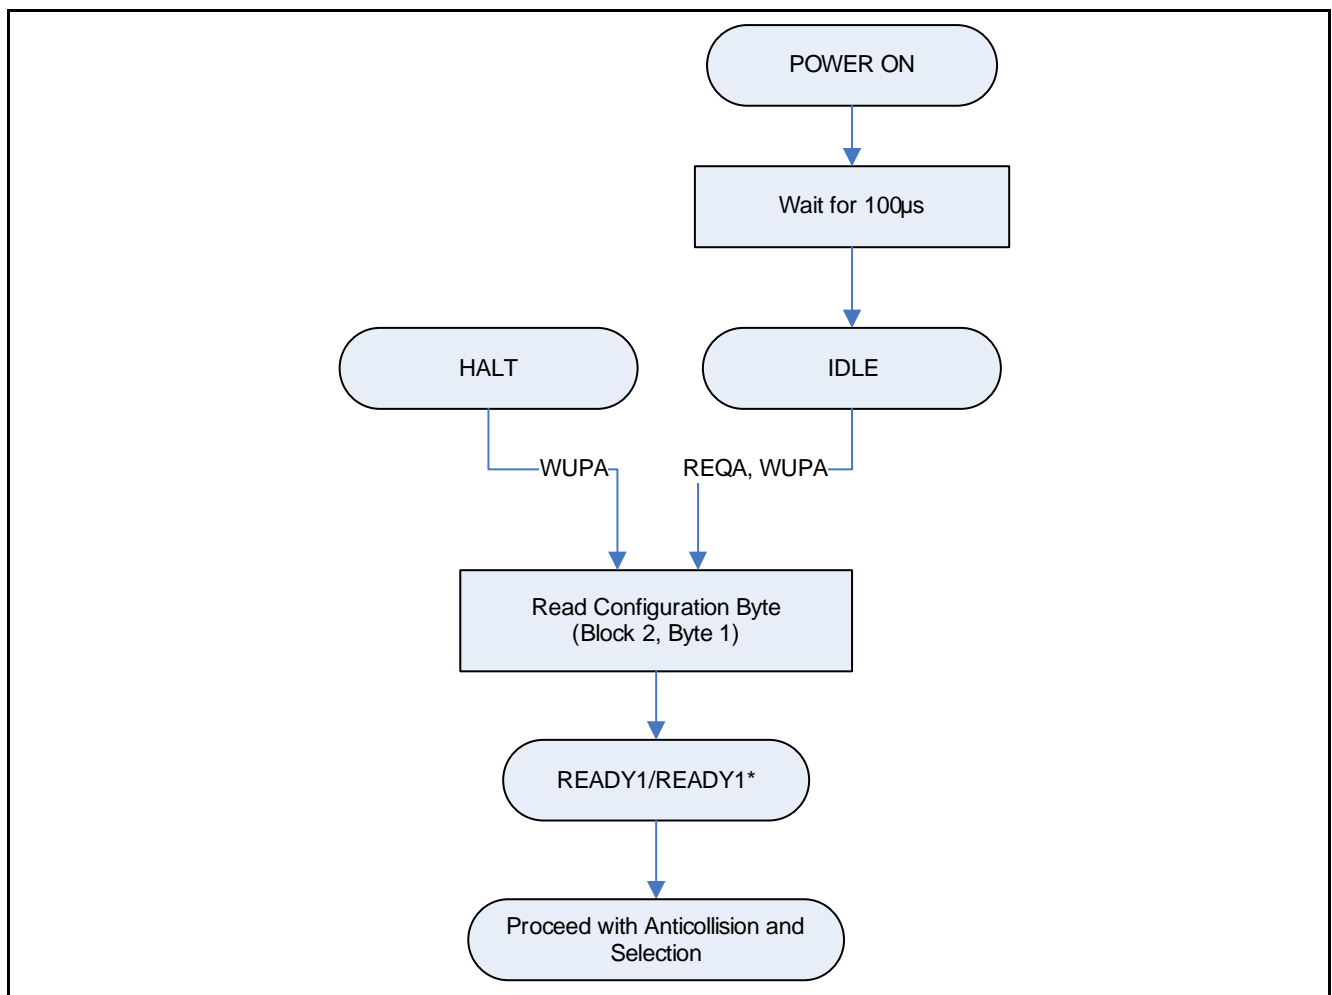 POWER ON
Wait for 100µs
HALT
IDLE
WUPA
REQA, WUPA
Read Configuration Byte
(Block 2, Byte 1)
READY1/READY1*
Proceed with Anticollision and
Selection